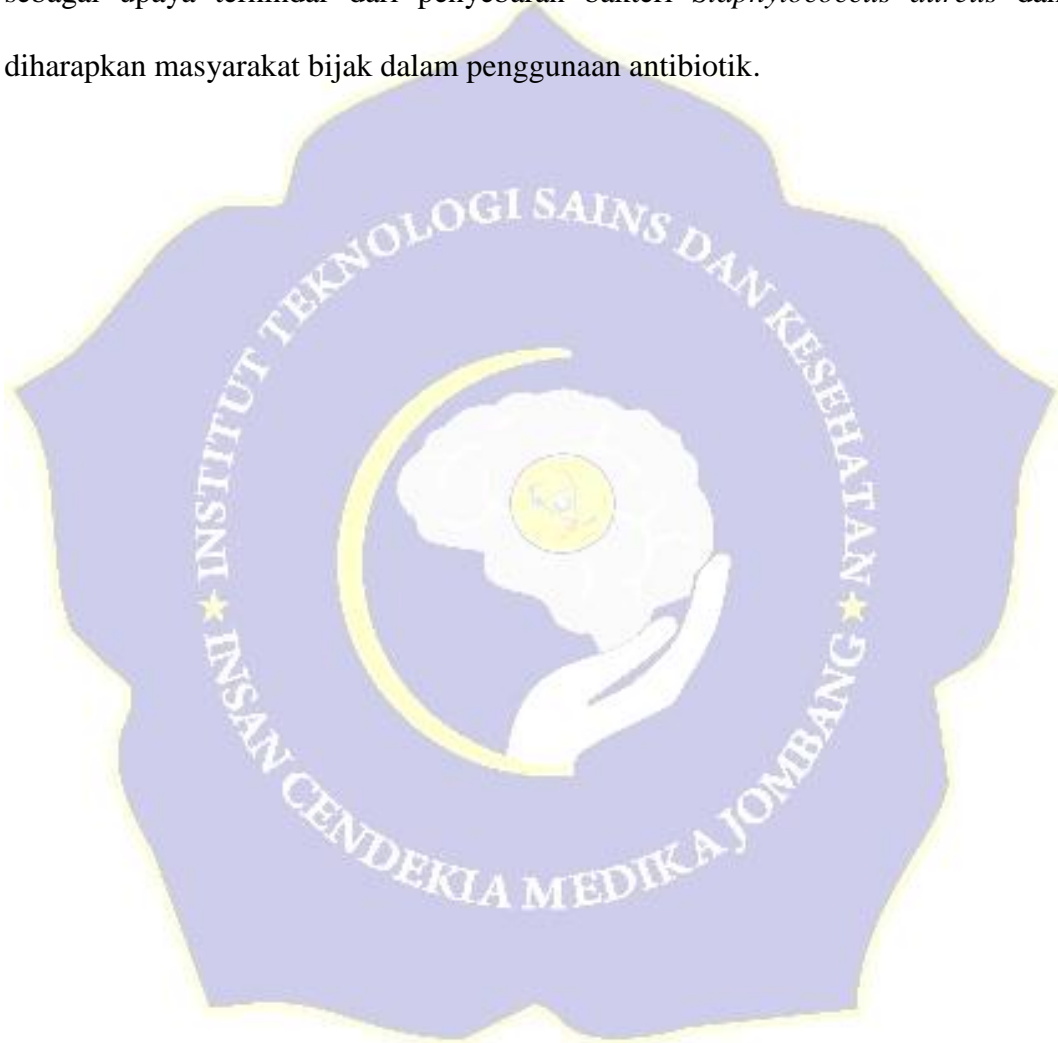 sebagai upaya terhindar dari penyebaran bakteri Staphylococcus aureus dan
diharapkan masyarakat bijak dalam penggunaan antibiotik.
INSTITUT TEKNOLOGI SAINS DAN KESEHATAN
INSAN CENDEKIA MEDIKA JOMBANG